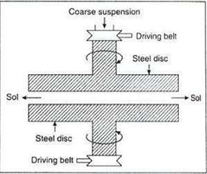 Coarse suspension
Driving belt
Steel disc
Sol
Sol
Steel disc
Driving belt